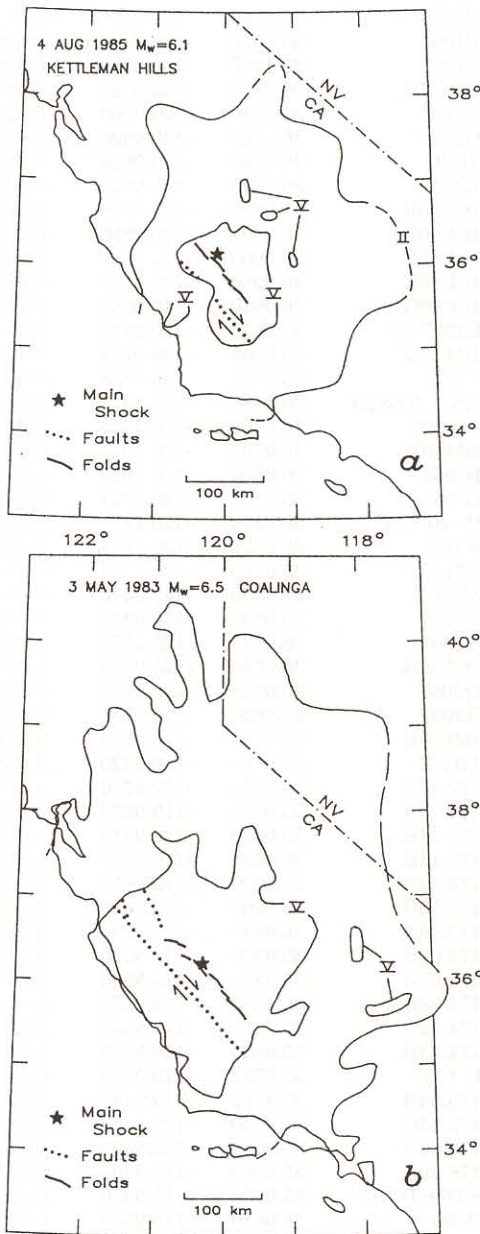 4 AUG 1985 Mw=6.1
KETTLEMAN HILLS
NV
CA
38°
II
V
36°
V
V
Main
Shock
Faults
Folds
34°
100 km
a
122° 120° 118°
3 MAY 1983 Mw=6.5 COALINGA
40°
NV
CA
38°
V
36°
V
Main
Shock
Faults
Folds
34°
100 km
b